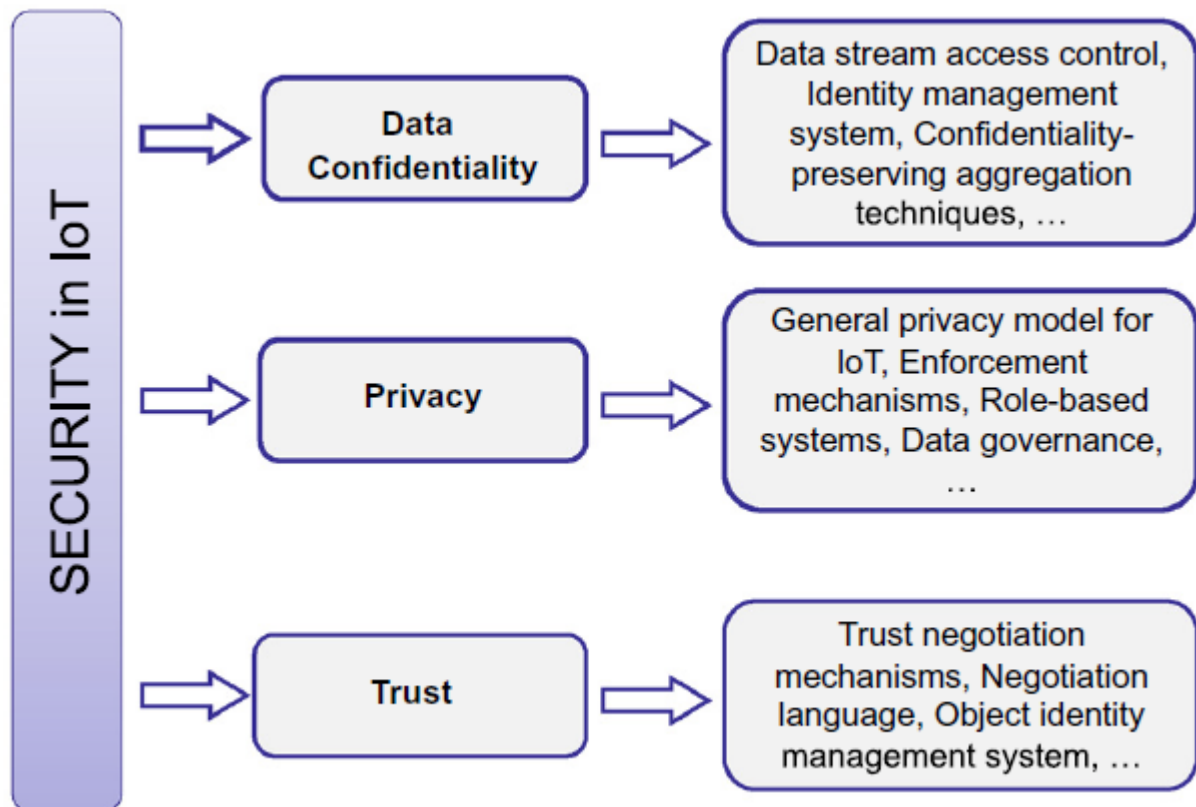 SECURITY in IoT
Data
Confidentiality
Data stream access control,
Identity management
system, Confidentiality-
preserving aggregation
techniques, …
Privacy
General privacy model for
IoT, Enforcement
mechanisms, Role-based
systems, Data governance,
…
Trust
Trust negotiation
mechanisms, Negotiation
language, Object identity
management system, …